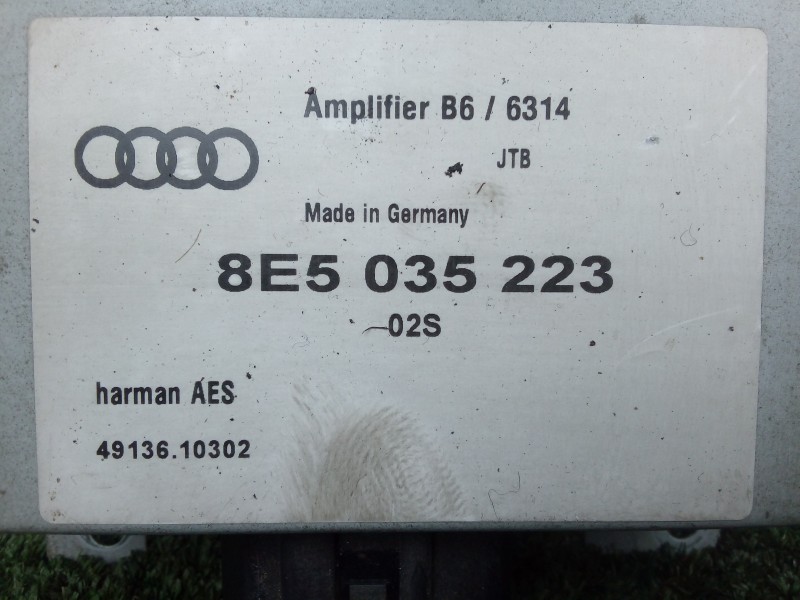 Amplifier B6 / 6314
JTB
Made in Germany
8E5 035 223
02S
harman AES
49136.10302